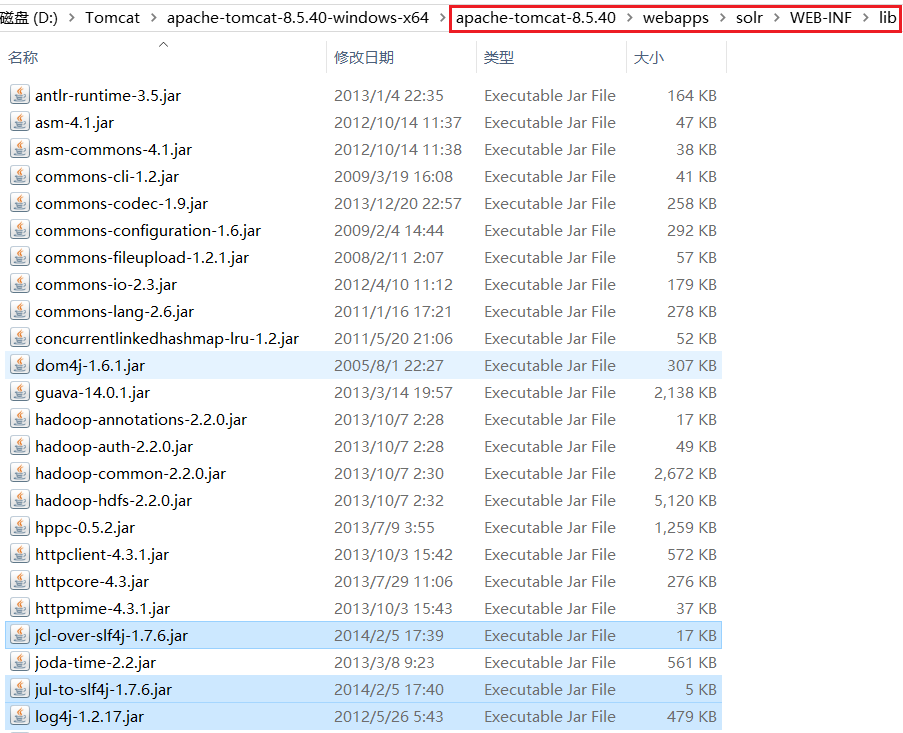 磁盘 (D:) > Tomcat > apache-tomcat-8.5.40-windows-x64 > apache-tomcat-8.5.40 > webapps > solr > WEB-INF > lib
名称 修改日期 类型 大小
antlr-runtime-3.5.jar 2013/1/4 22:35 Executable Jar File 164 KB
asm-4.1.jar 2012/10/14 11:37 Executable Jar File 47 KB
asm-commons-4.1.jar 2012/10/14 11:38 Executable Jar File 38 KB
commons-cli-1.2.jar 2009/3/19 16:08 Executable Jar File 41 KB
commons-codec-1.9.jar 2013/12/20 22:57 Executable Jar File 258 KB
commons-configuration-1.6.jar 2009/2/4 14:44 Executable Jar File 292 KB
commons-fileupload-1.2.1.jar 2008/2/11 2:07 Executable Jar File 57 KB
commons-io-2.3.jar 2012/4/10 11:12 Executable Jar File 179 KB
commons-lang-2.6.jar 2011/1/16 17:21 Executable Jar File 278 KB
concurrentlinkedhashmap-lru-1.2.jar 2011/5/20 21:06 Executable Jar File 52 KB
dom4j-1.6.1.jar 2005/8/1 22:27 Executable Jar File 307 KB
guava-14.0.1.jar 2013/3/14 19:57 Executable Jar File 2,138 KB
hadoop-annotations-2.2.0.jar 2013/10/7 2:28 Executable Jar File 17 KB
hadoop-auth-2.2.0.jar 2013/10/7 2:28 Executable Jar File 49 KB
hadoop-common-2.2.0.jar 2013/10/7 2:30 Executable Jar File 2,672 KB
hadoop-hdfs-2.2.0.jar 2013/10/7 2:32 Executable Jar File 5,120 KB
hppc-0.5.2.jar 2013/7/9 3:55 Executable Jar File 1,259 KB
httpclient-4.3.1.jar 2013/10/3 15:42 Executable Jar File 572 KB
httpcore-4.3.jar 2013/7/29 11:06 Executable Jar File 276 KB
httpmime-4.3.1.jar 2013/10/3 15:43 Executable Jar File 37 KB
jcl-over-slf4j-1.7.6.jar 2014/2/5 17:39 Executable Jar File 17 KB
joda-time-2.2.jar 2013/3/8 9:23 Executable Jar File 561 KB
jul-to-slf4j-1.7.6.jar 2014/2/5 17:40 Executable Jar File 5 KB
log4j-1.2.17.jar 2012/5/26 5:43 Executable Jar File 479 KB